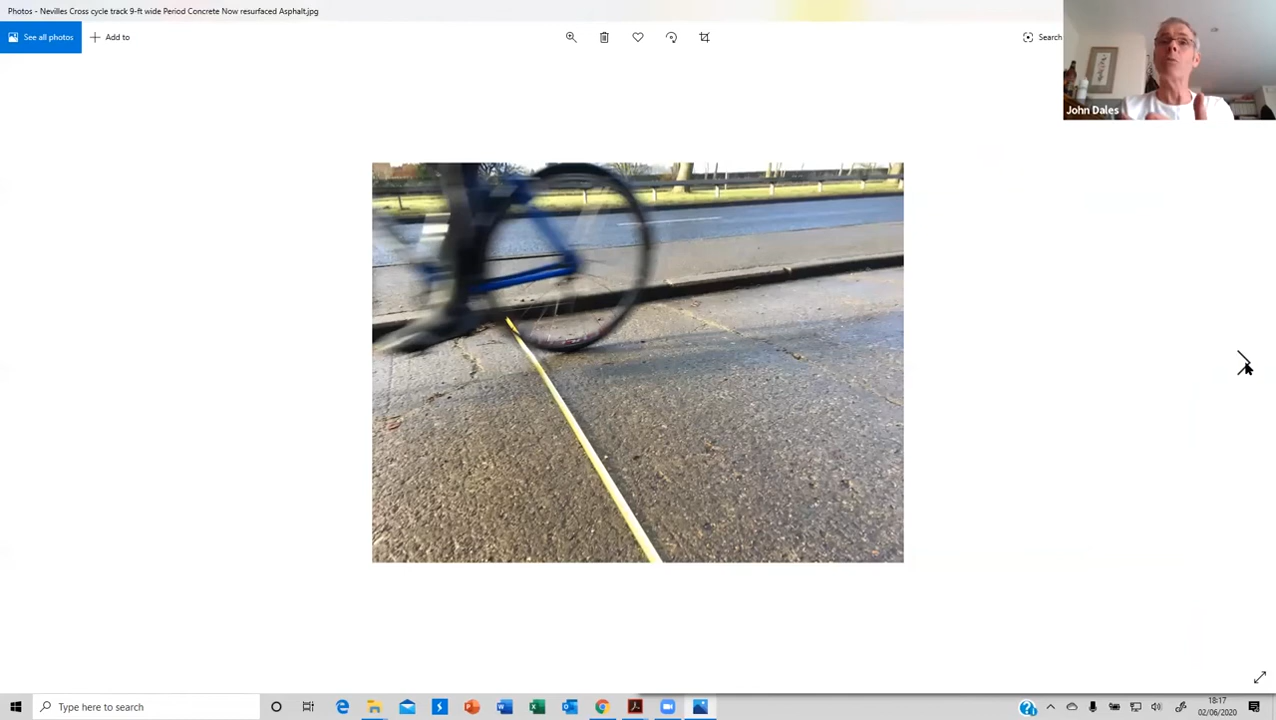 Photos - Nevilles Cross cycle track 9-ft wide Period Concrete Now resurfaced Asphalt.jpg
See all photos
Add to
Search
John Dales
Type here to search
18:17
02/06/2020